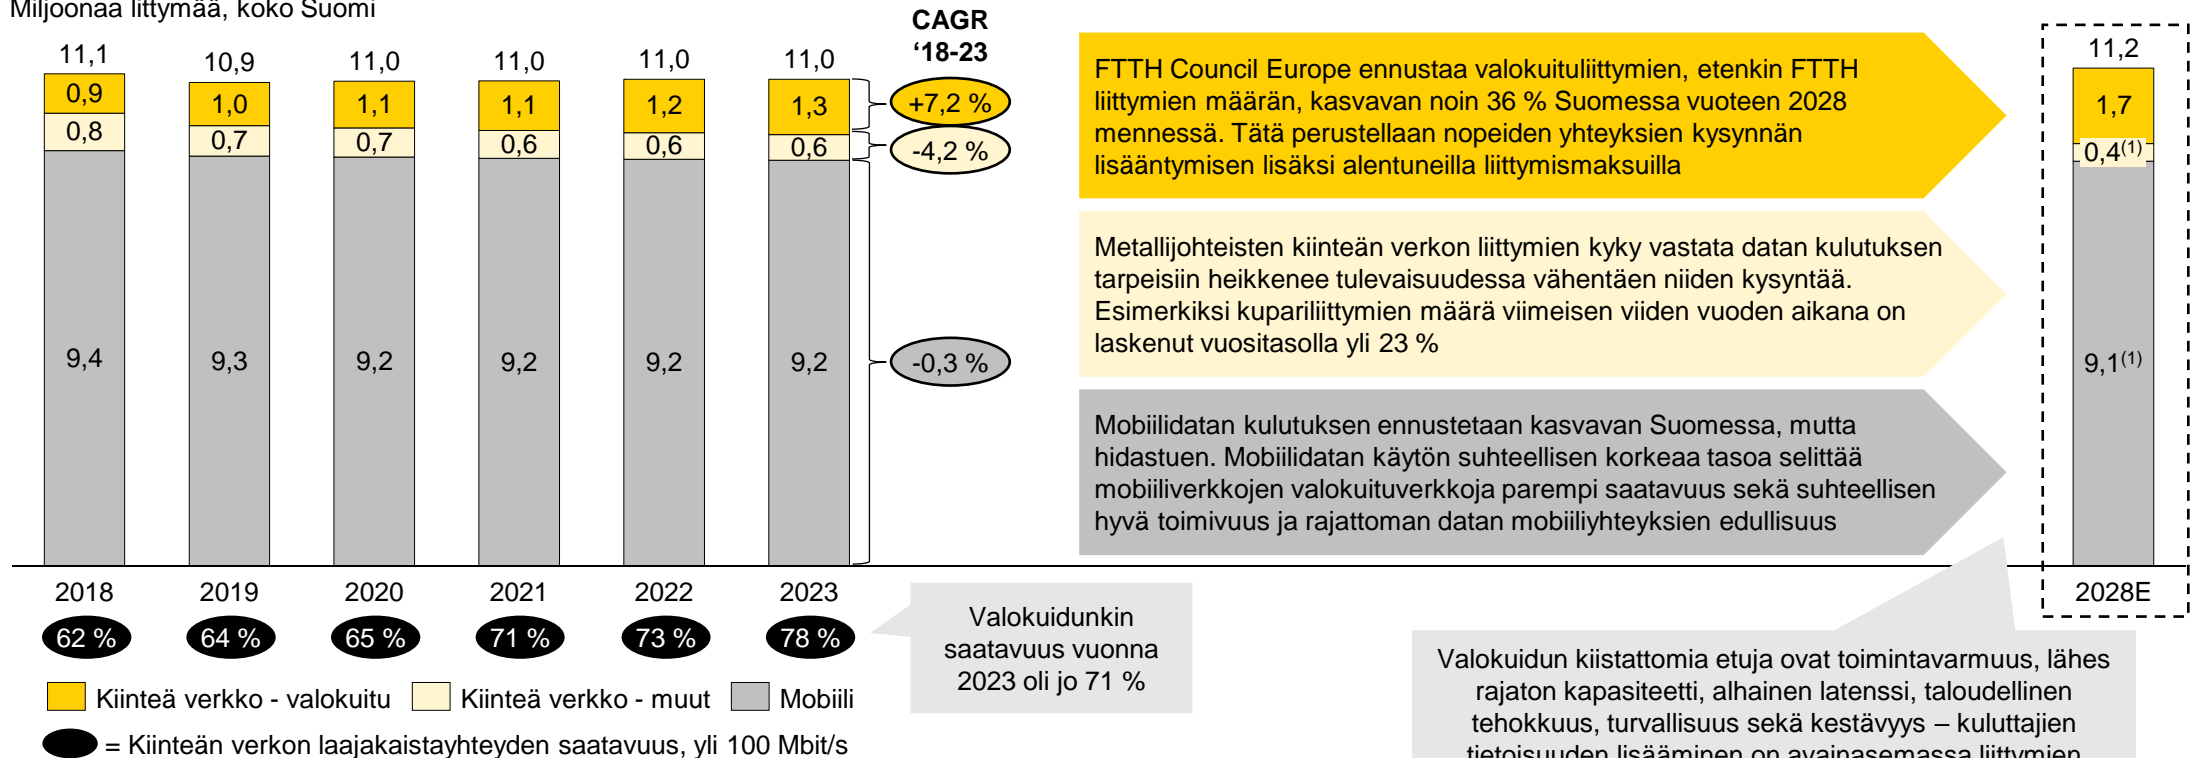 Miljoonaa liittymää, koko Suomi
CAGR
‘18-23
11,1
10,9
11,0
11,0
11,0
11,0
11,2
0,9
1,0
1,1
1,1
1,2
1,3
+7,2 %
1,7
0,8
0,7
0,7
0,6
0,6
0,6
-4,2 %
0,4(1)
9,4
9,3
9,2
9,2
9,2
9,2
-0,3 %
9,1(1)
FTTH Council Europe ennustaa valokuituliittymien, etenkin FTTH
liittymien määrän, kasvavan noin 36 % Suomessa vuoteen 2028
mennessä. Tätä perustellaan nopeiden yhteyksien kysynnän
lisääntymisen lisäksi alentuneilla liittymismaksuilla
Metallijohteisten kiinteän verkon liittymien kyky vastata datan kulutuksen
tarpeisiin heikkenee tulevaisuudessa vähentäen niiden kysyntää.
Esimerkiksi kupariliittymien määrä viimeisen viiden vuoden aikana on
laskenut vuositasolla yli 23 %
Mobiilidatan kulutuksen ennustetaan kasvavan Suomessa, mutta
hidastuen. Mobiilidatan käytön suhteellisen korkeaa tasoa selittää
mobiiliverkkojen valokuituverkkoja parempi saatavuus sekä suhteellisen
hyvä toimivuus ja rajattoman datan mobiiliyhteyksien edullisuus
2018
2019
2020
2021
2022
2023
2028E
62 %
64 %
65 %
71 %
73 %
78 %
Valokuidunkin
saatavuus vuonna
2023 oli jo 71 %
Kiinteä verkko - valokuitu
Kiinteä verkko - muut
Mobiili
= Kiinteän verkon laajakaistayhteyden saatavuus, yli 100 Mbit/s
Valokuidun kiistattomia etuja ovat toimintavarmuus, lähes
rajaton kapasiteetti, alhainen latenssi, taloudellinen
tehokkuus, turvallisuus sekä kestävyys – kuluttajien
tietoisuuden lisääminen on avainasemassa liittymien